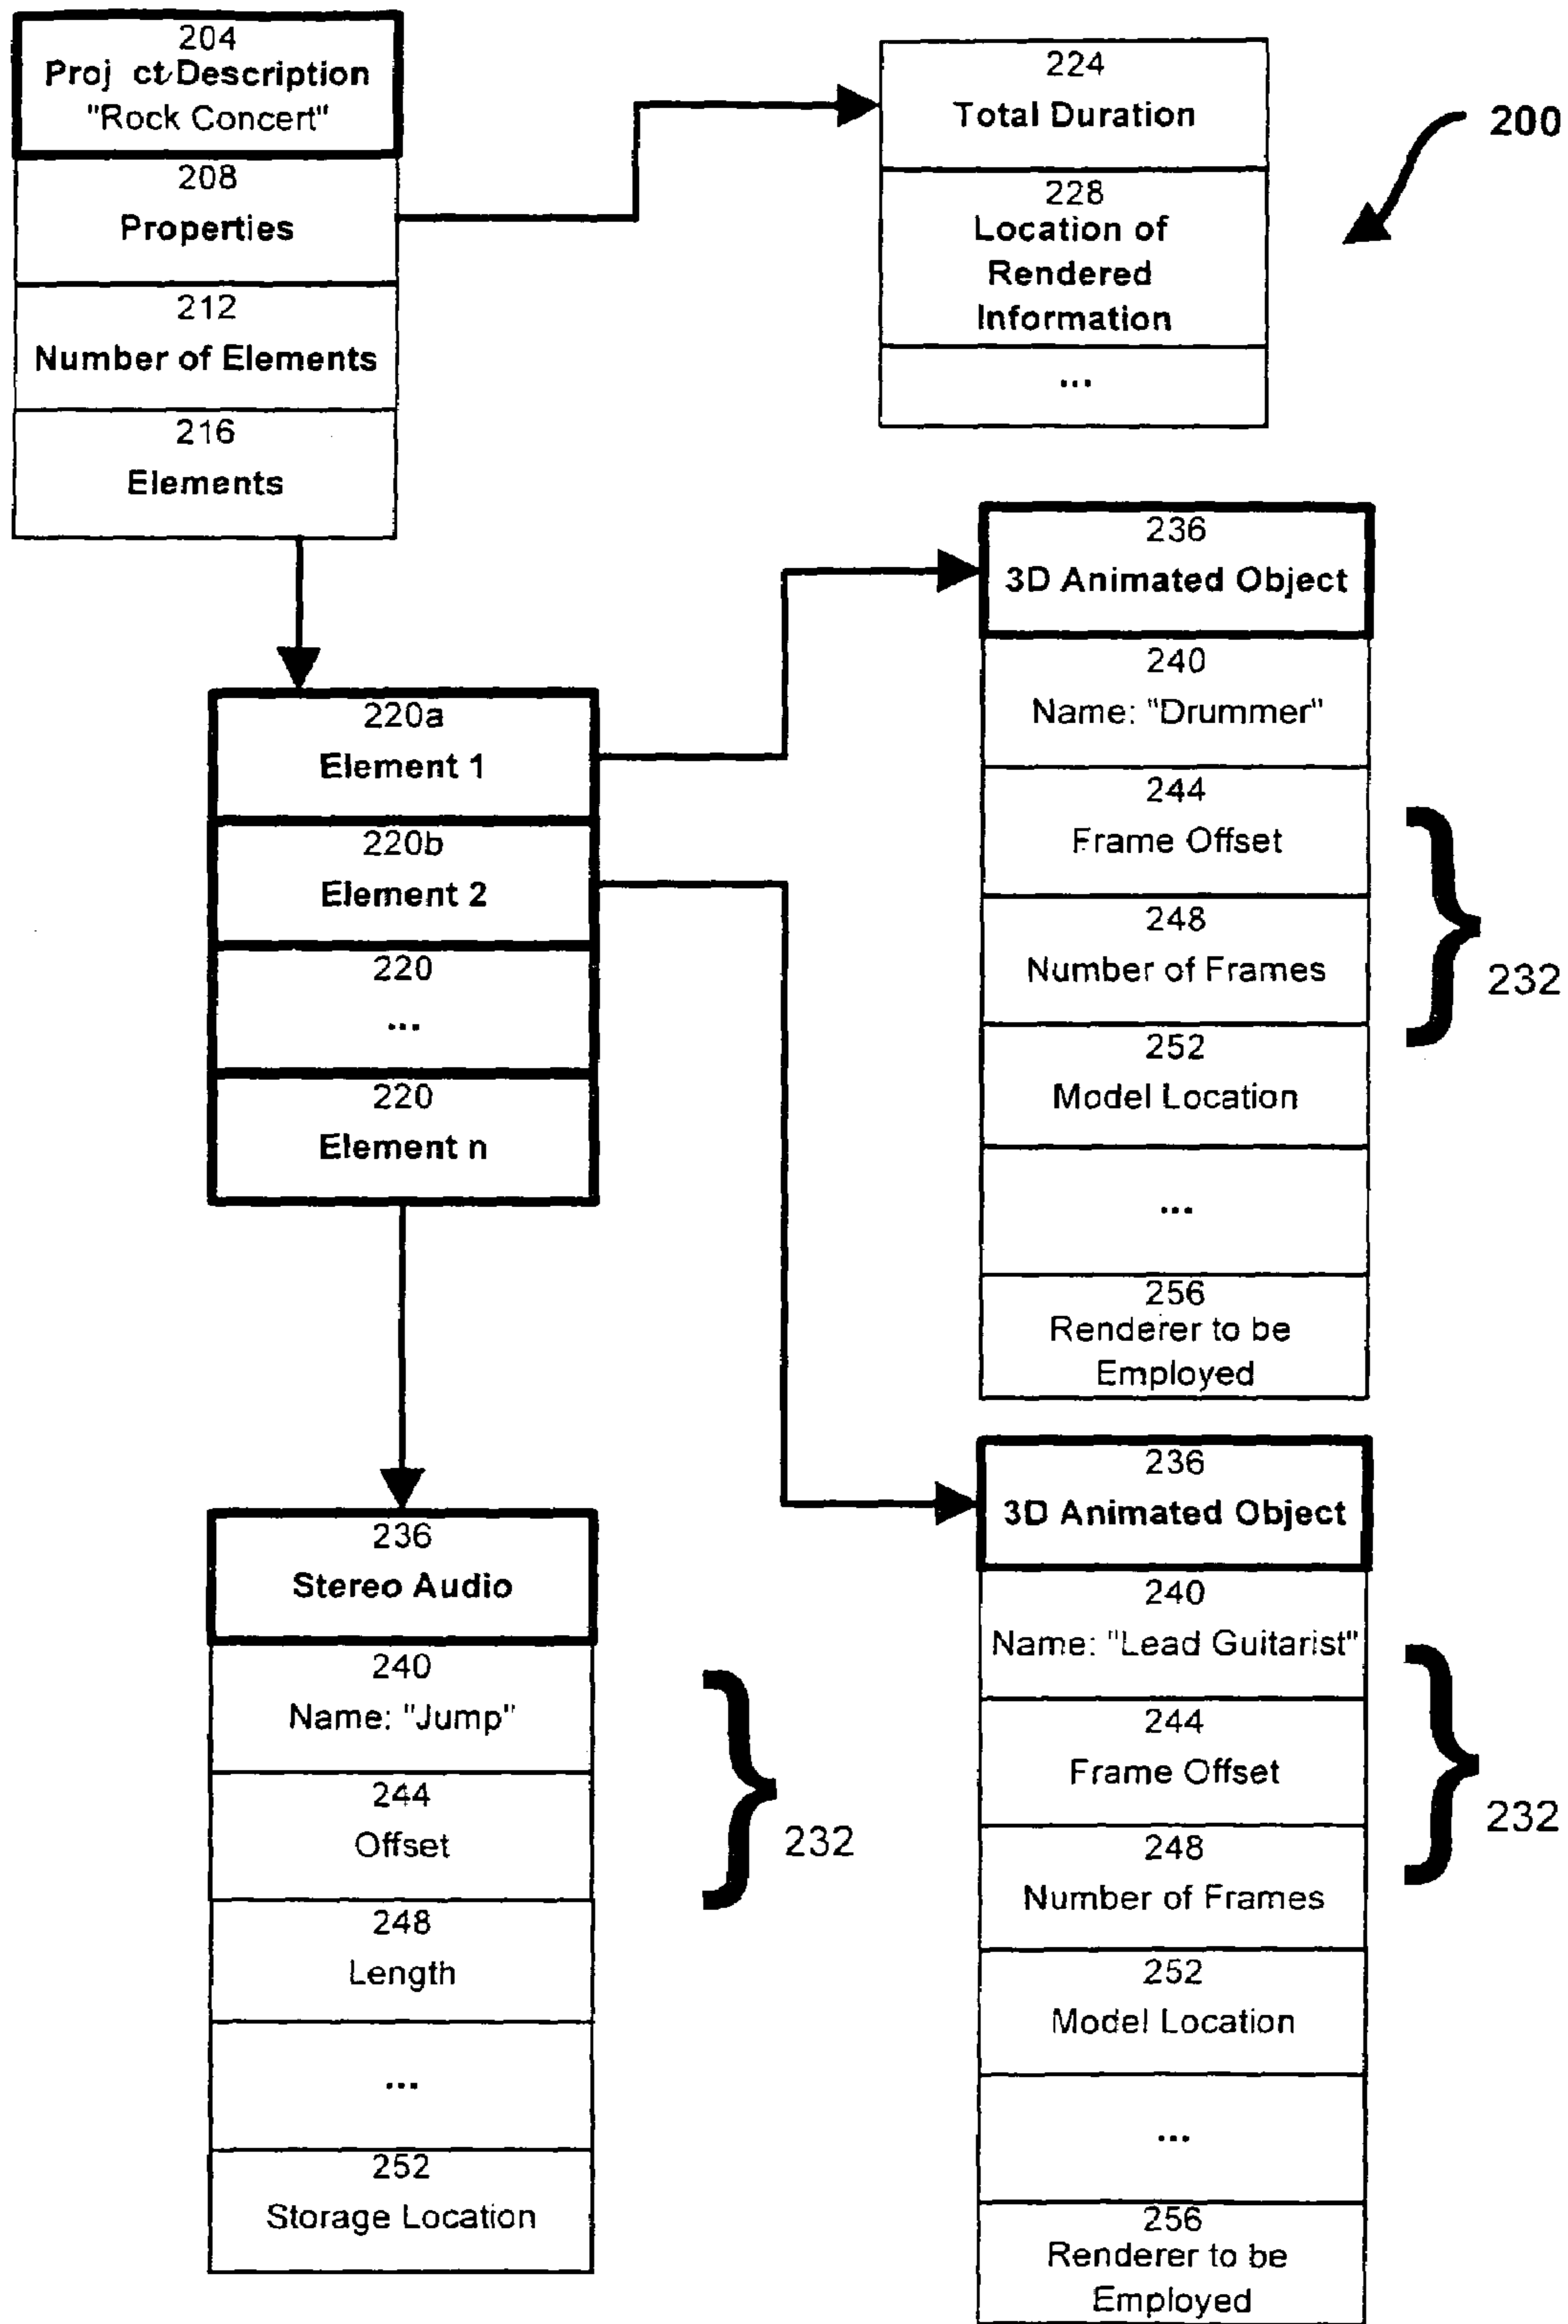 204
Proj ct Description
"Rock Concert"
208
Properties
212
Number of Elements
216
Elements
224
Total Duration
228
Location of
Rendered
Information
...
200
220a
Element 1
220b
Element 2
220
...
220
Element n
236
3D Animated Object
240
Name: "Drummer"
244
Frame Offset
248
Number of Frames
252
Model Location
...
256
Renderer to be
Employed
232
236
Stereo Audio
240
Name: "Jump"
244
Offset
248
Length
...
252
Storage Location
232
236
3D Animated Object
240
Name: "Lead Guitarist"
244
Frame Offset
248
Number of Frames
252
Model Location
...
256
Renderer to be
Employed
232